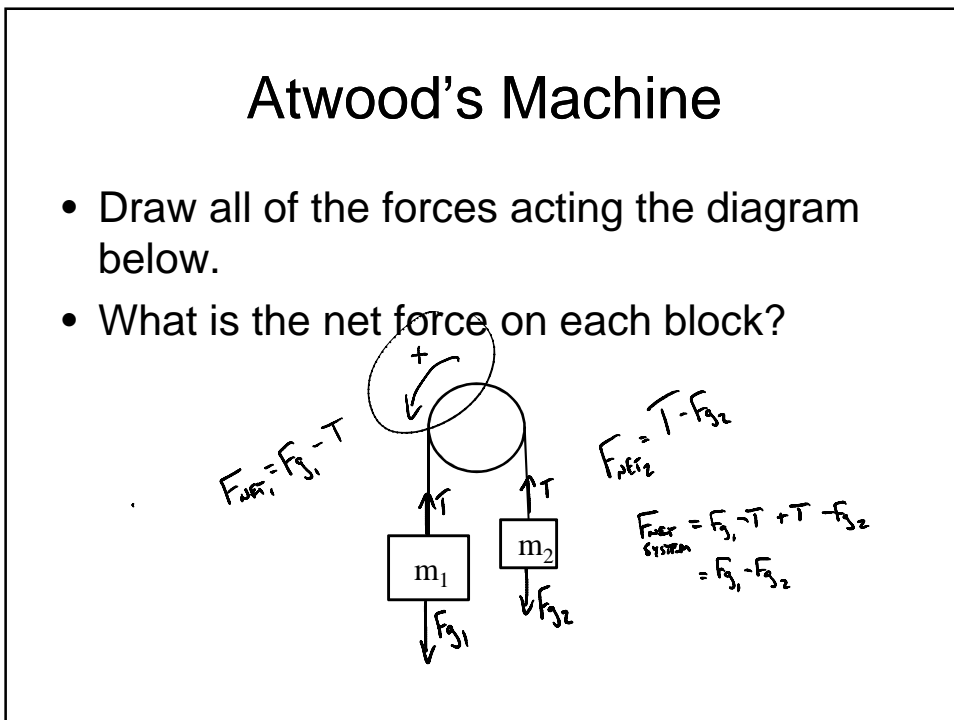 Atwood's Machine
• Draw all of the forces acting the diagram
below.
• What is the net force on each block?
+
F_NET₁ = Fg₁ - T
F_NET₂ = T - Fg₂
T
T
F_NET SYSTEM = Fg₁ - T + T - Fg₂
= Fg₁ - Fg₂
m₁
m₂
Fg₁
Fg₂